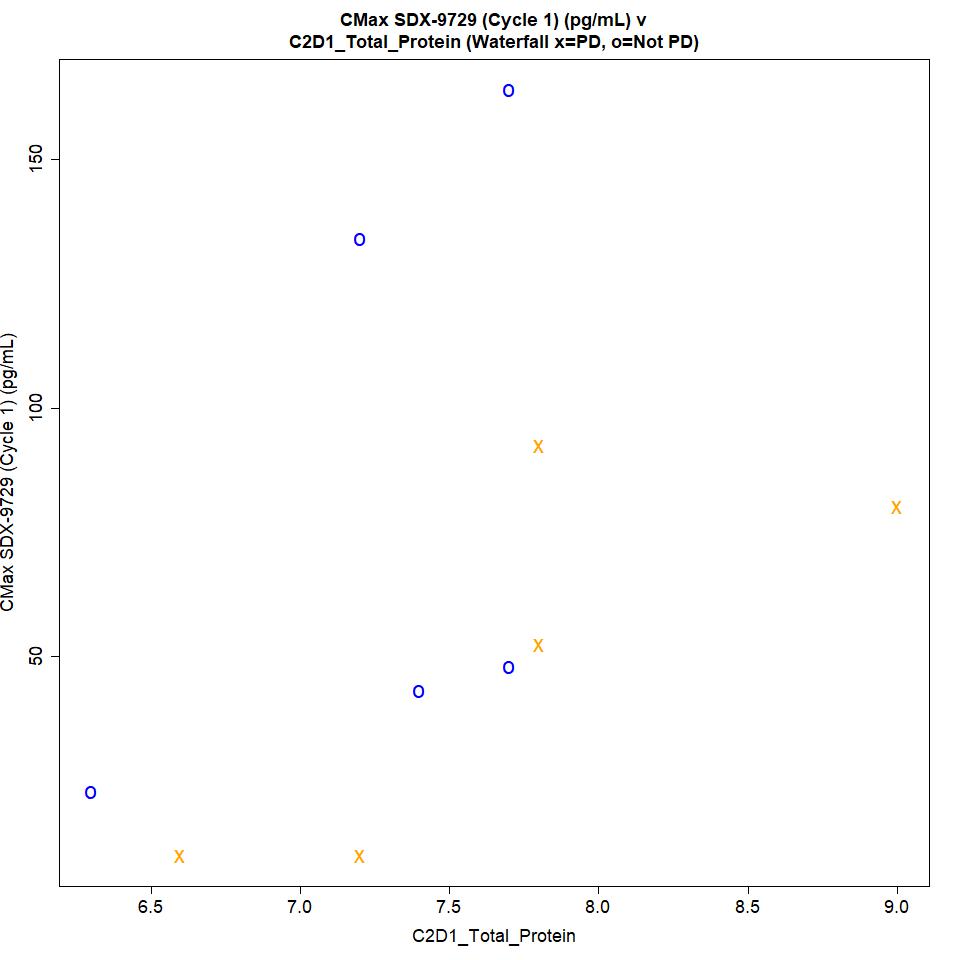 CMax SDX-9729 (Cycle 1) (pg/mL) v
C2D1_Total_Protein (Waterfall x=PD, o=Not PD)
CMax SDX-9729 (Cycle 1) (pg/mL)
150
100
50
O
O
X
X
X
O
O
O
X
X
6.5
7.0
7.5
8.0
8.5
9.0
C2D1_Total_Protein